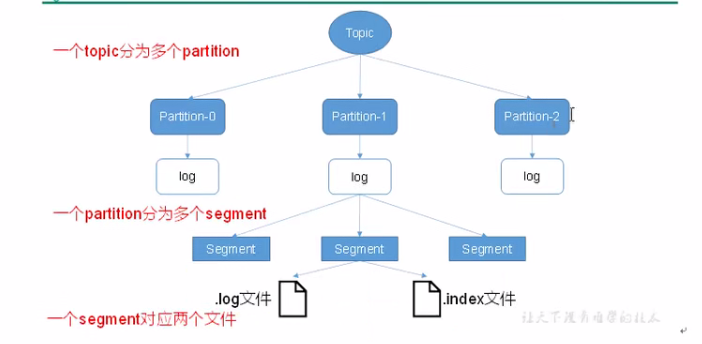 Topic
一个topic分为多个partition
Partition-0
Partition-1
Partition-2
log
log
log
一个partition分为多个segment
Segment
Segment
Segment
.log文件
.index文件
一个segment对应两个文件
让天下没有难学的技术